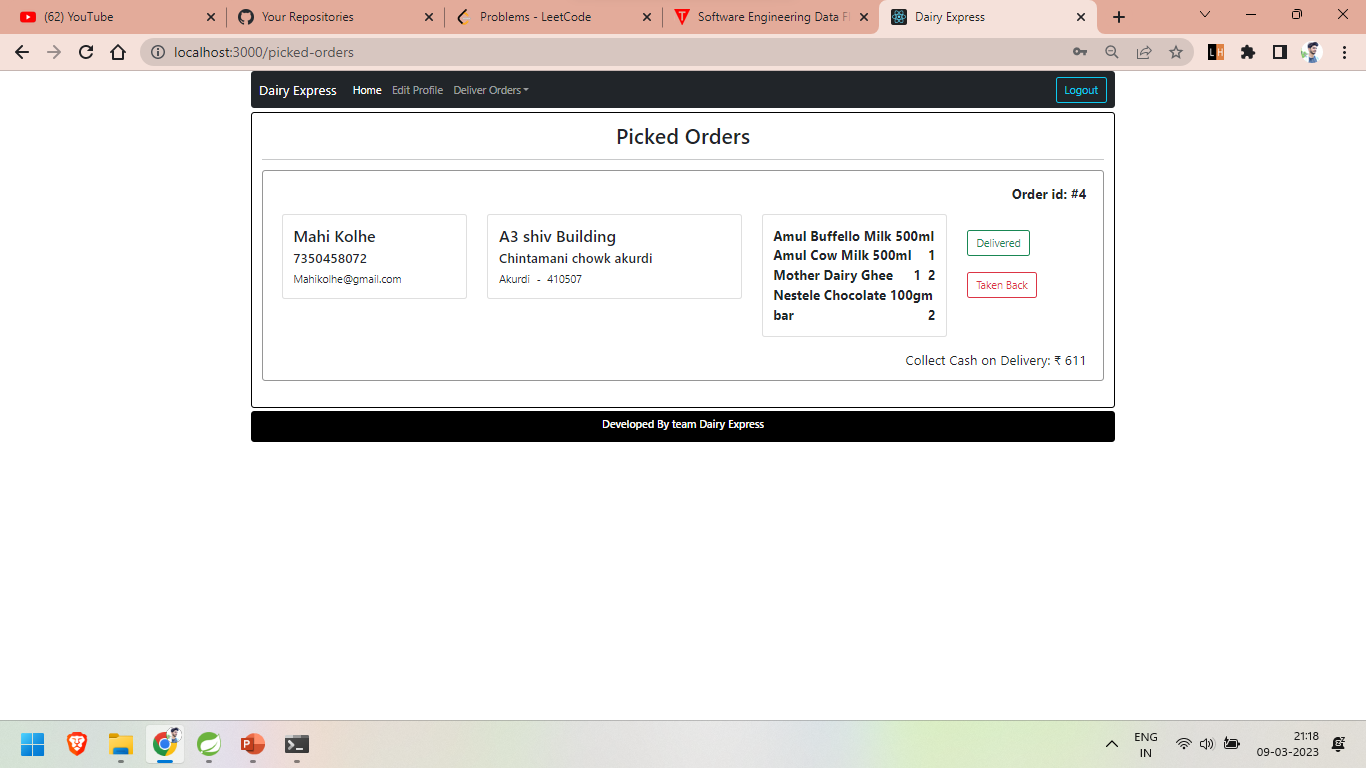 (62) YouTube
Your Repositories
Problems - LeetCode
Software Engineering Data Fl
Dairy Express
localhost:3000/picked-orders
Dairy Express Home Edit Profile Deliver Orders Logout
Picked Orders
Order id: #4
Mahi Kolhe
7350458072
Mahikolhe@gmail.com
A3 shiv Building
Chintamani chowk akurdi
Akurdi - 410507
Amul Buffello Milk 500ml
Amul Cow Milk 500ml 1
Mother Dairy Ghee 1 2
Nestele Chocolate 100gm
bar 2
Delivered
Taken Back
Collect Cash on Delivery: ₹ 611
Developed By team Dairy Express
ENG
IN
21:18
09-03-2023